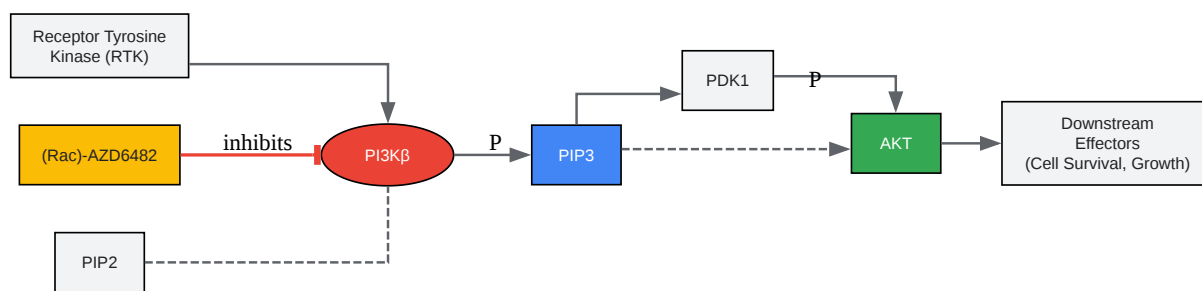 Receptor Tyrosine
Kinase (RTK)
(Rac)-AZD6482
inhibits
PI3Kβ
P
PIP3
PDK1
P
AKT
Downstream
Effectors
(Cell Survival, Growth)
PIP2